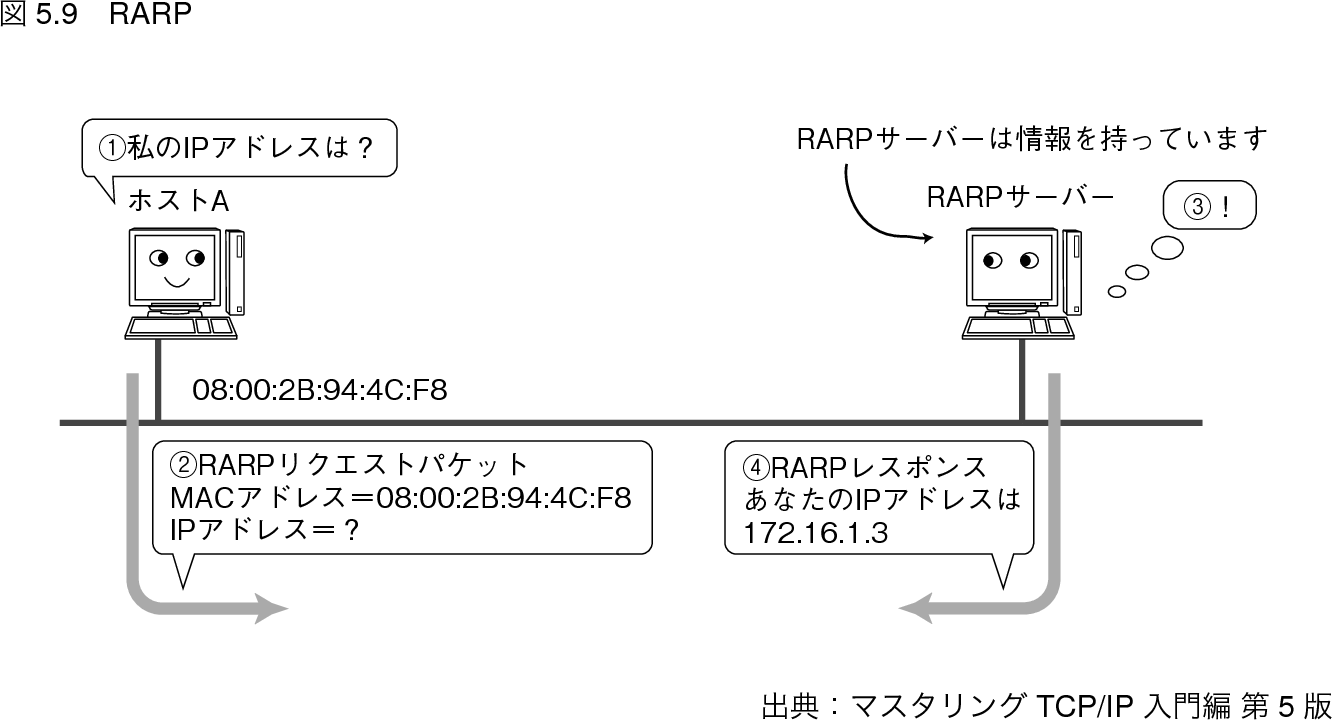 図 5.9　RARP
①私のIPアドレスは？
ホストA
RARPサーバーは情報を持っています
RARPサーバー
③！
08:00:2B:94:4C:F8
②RARPリクエストパケット
MACアドレス＝08:00:2B:94:4C:F8
IPアドレス＝？
④RARPレスポンス
あなたのIPアドレスは
172.16.1.3
出典：マスタリング TCP/IP 入門編 第 5 版